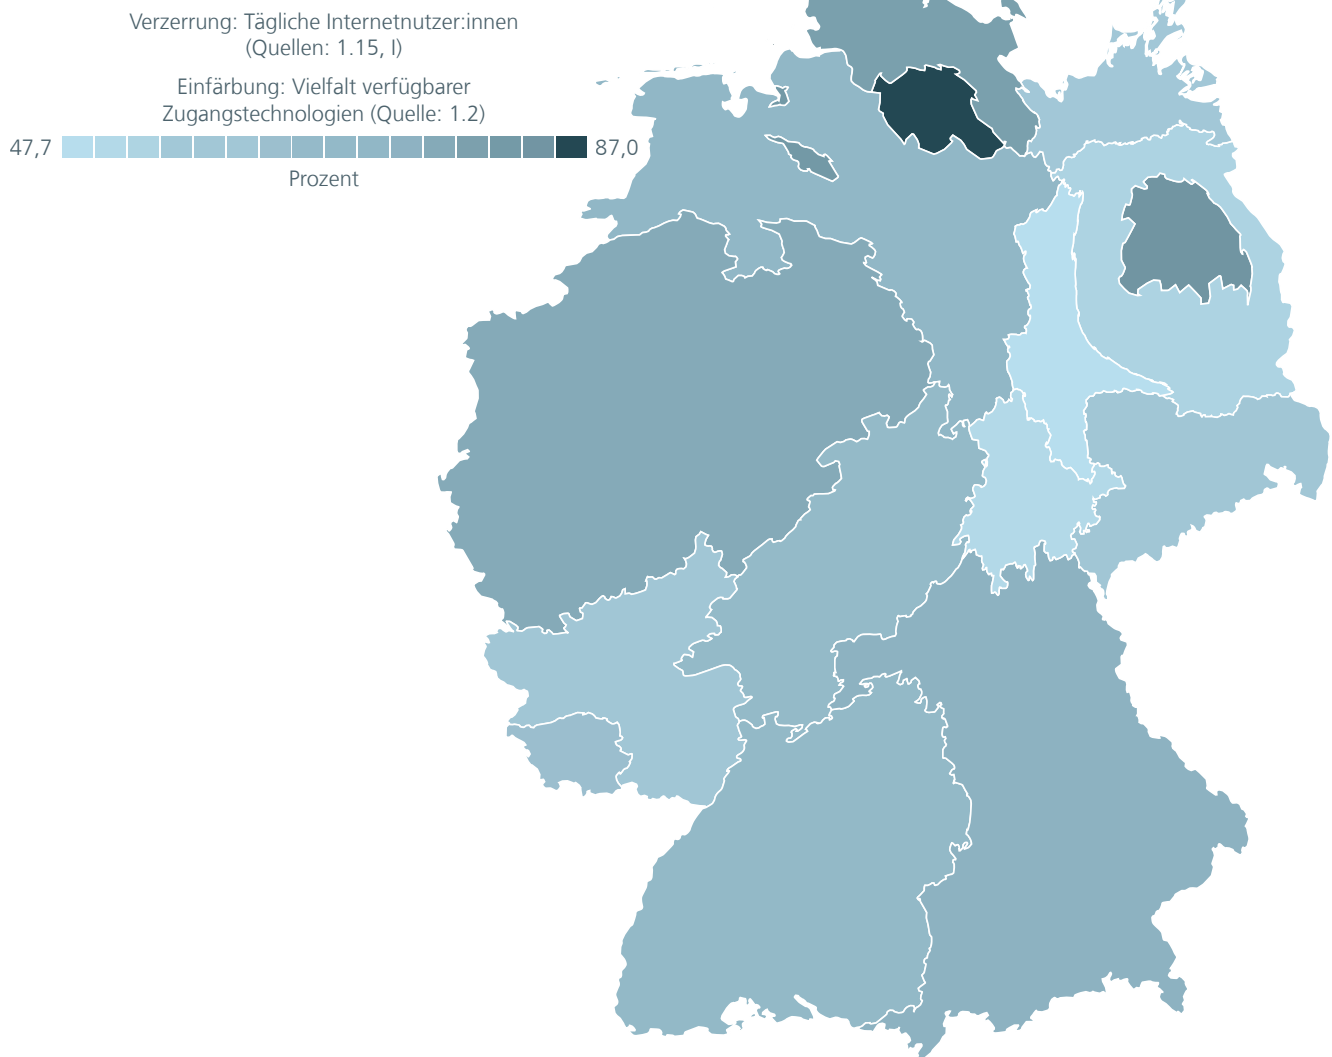 Verzerrung: Tägliche Internetnutzer:innen
(Quellen: 1.15, I)
Einfärbung: Vielfalt verfügbarer
Zugangstechnologien (Quelle: 1.2)
47,7 87,0
Prozent